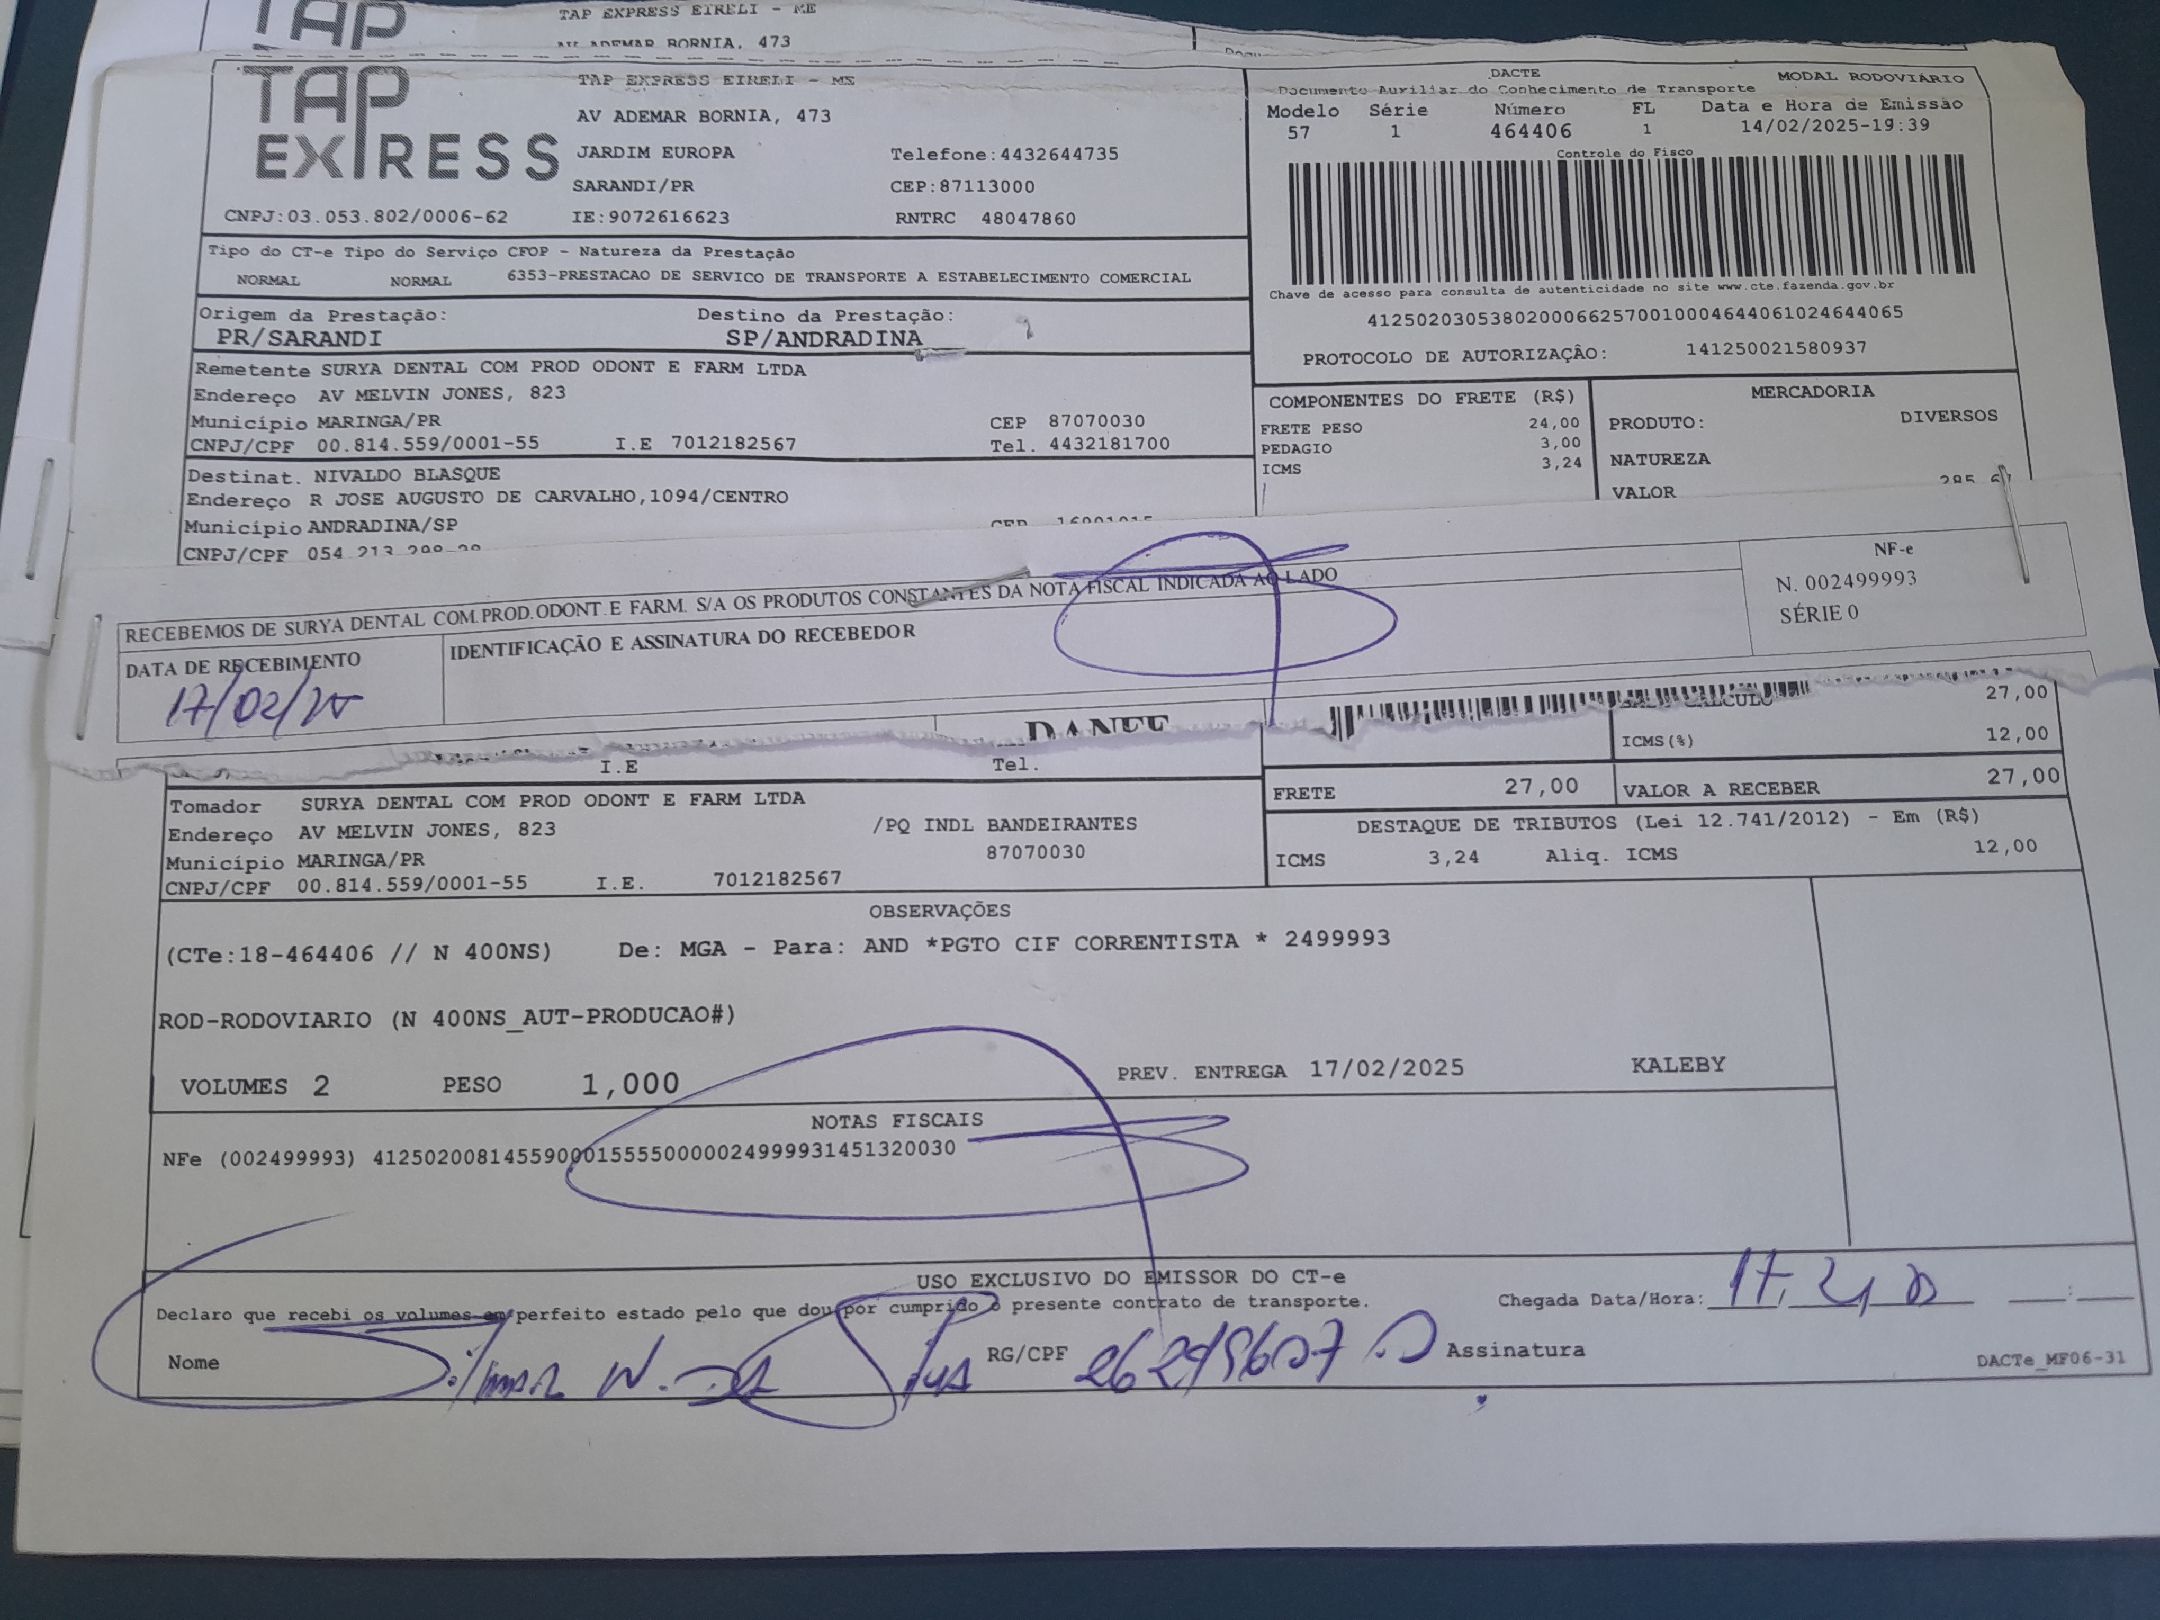 TAP EXPRESS EIRELI - ME
AV ADEMAR BORNIA, 473
TAP EXPRESS
TAP EXPRESS EIRELI - ME
AV ADEMAR BORNIA, 473
JARDIM EUROPA Telefone:4432644735
SARANDI/PR CEP:87113000
CNPJ:03.053.802/0006-62 IE:9072616623 RNTRC 48047860
DACTE MODAL RODOVIÁRIO
Documento Auxiliar do Conhecimento de Transporte
Modelo Série Número FL Data e Hora de Emissão
57 1 464406 1 14/02/2025-19:39
Controle do Fisco
Chave de acesso para consulta de autenticidade no site www.cte.fazenda.gov.br
41250203053802000662570010004644061024644065
PROTOCOLO DE AUTORIZAÇÃO: 141250021580937
Tipo do CT-e Tipo do Serviço CFOP - Natureza da Prestação
NORMAL NORMAL 6353-PRESTACAO DE SERVICO DE TRANSPORTE A ESTABELECIMENTO COMERCIAL
Origem da Prestação: Destino da Prestação:
PR/SARANDI SP/ANDRADINA
Remetente SURYA DENTAL COM PROD ODONT E FARM LTDA
Endereço AV MELVIN JONES, 823
Município MARINGA/PR CEP 87070030
CNPJ/CPF 00.814.559/0001-55 I.E 7012182567 Tel. 4432181700
Destinat. NIVALDO BLASQUE
Endereço R JOSE AUGUSTO DE CARVALHO,1094/CENTRO
Município ANDRADINA/SP CEP
CNPJ/CPF
COMPONENTES DO FRETE (R$)
FRETE PESO 24,00
PEDAGIO 3,00
ICMS 3,24
MERCADORIA
PRODUTO: DIVERSOS
NATUREZA
VALOR
RECEBEMOS DE SURYA DENTAL COM.PROD.ODONT.E FARM. S/A OS PRODUTOS CONSTANTES DA NOTA FISCAL INDICADA AO LADO
DATA DE RECEBIMENTO IDENTIFICAÇÃO E ASSINATURA DO RECEBEDOR
17/02/25
NF-e
N. 002499993
SÉRIE 0
DANFE
27,00
ICMS(%) 12,00
I.E Tel.
FRETE 27,00 VALOR A RECEBER 27,00
Tomador SURYA DENTAL COM PROD ODONT E FARM LTDA
Endereço AV MELVIN JONES, 823 /PQ INDL BANDEIRANTES
Município MARINGA/PR 87070030
CNPJ/CPF 00.814.559/0001-55 I.E. 7012182567
DESTAQUE DE TRIBUTOS (Lei 12.741/2012) - Em (R$)
ICMS 3,24 Aliq. ICMS 12,00
OBSERVAÇÕES
(CTe:18-464406 // N 400NS) De: MGA - Para: AND *PGTO CIF CORRENTISTA * 2499993
ROD-RODOVIARIO (N 400NS_AUT-PRODUCAO#)
VOLUMES 2 PESO 1,000 PREV. ENTREGA 17/02/2025 KALEBY
NOTAS FISCAIS
NFe (002499993) 41250200814559000155550000024999931451320030
USO EXCLUSIVO DO EMISSOR DO CT-e
Declaro que recebi os volumes em perfeito estado pelo que dou por cumprido o presente contrato de transporte. Chegada Data/Hora:
Nome RG/CPF Assinatura
DACTe_MF06-31